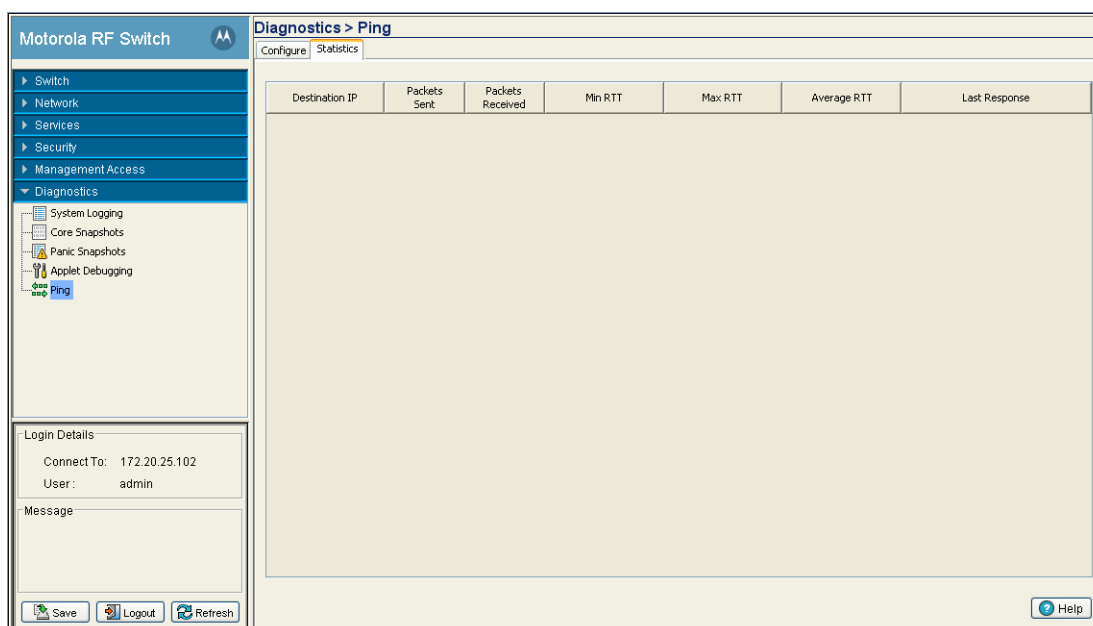 Motorola RF Switch
Switch
Network
Services
Security
Management Access
Diagnostics
System Logging
Core Snapshots
Panic Snapshots
Applet Debugging
Ping
Login Details
Connect To: 172.20.25.102
User : admin
Message
Save Logout Refresh
Diagnostics > Ping
Configure Statistics
Destination IP Packets Sent Packets Received Min RTT Max RTT Average RTT Last Response
Help